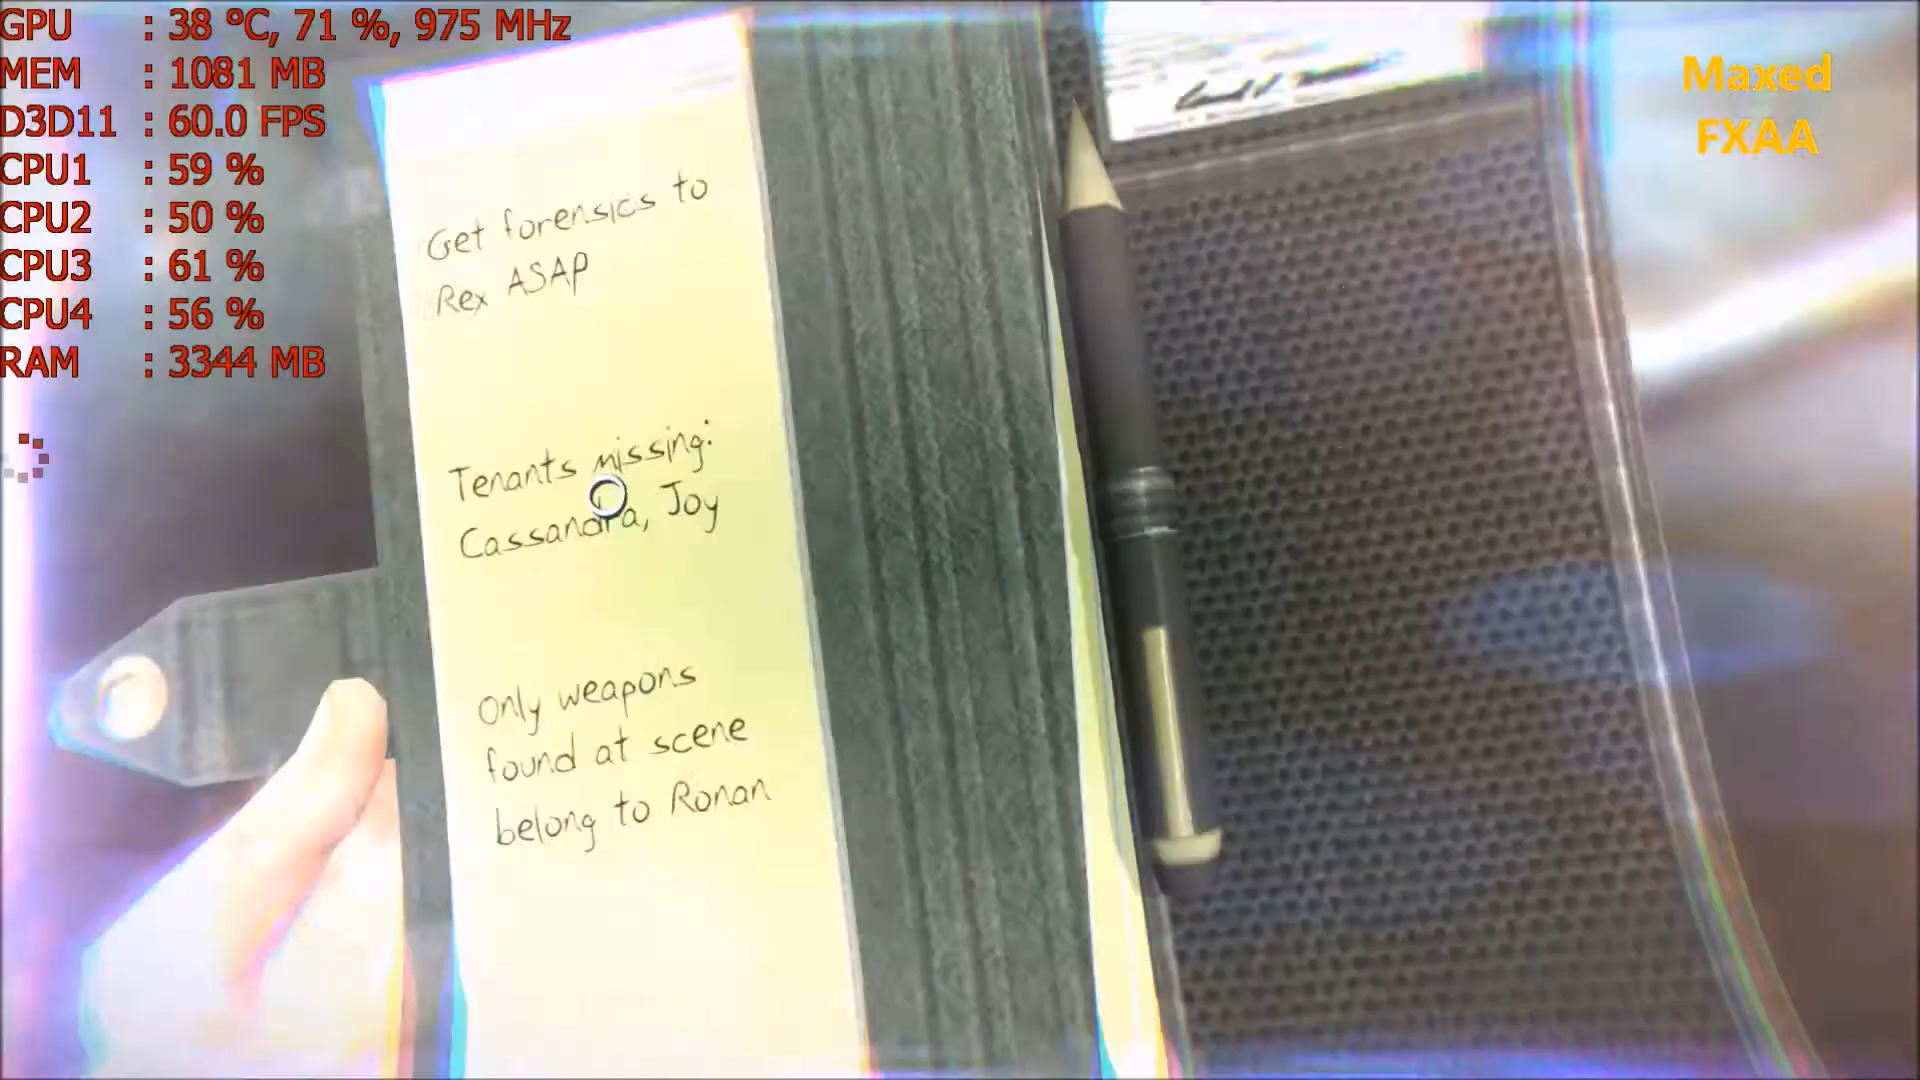 GPU : 38 °C, 71 %, 975 MHz
MEM : 1081 MB
D3D11 : 60.0 FPS
CPU1 : 59 %
CPU2 : 50 %
CPU3 : 61 %
CPU4 : 56 %
RAM : 3344 MB
Maxed
FXAA
Get forensics to
Rex ASAP
Tenants missing:
Cassandra, Joy
Only weapons
found at scene
belong to Ronan